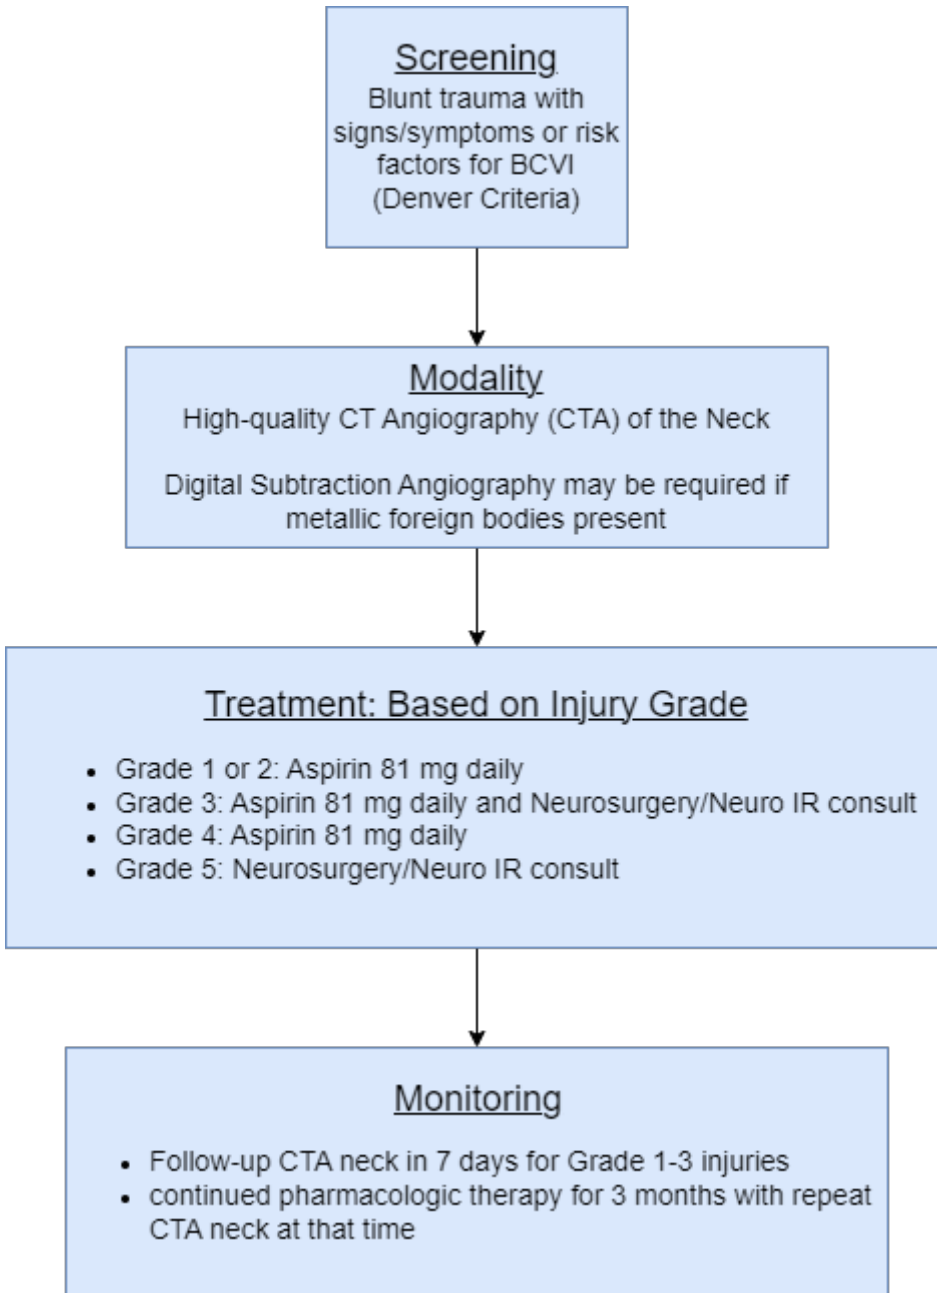 Screening
Blunt trauma with
signs/symptoms or risk
factors for BCVI
(Denver Criteria)
Modality
High-quality CT Angiography (CTA) of the Neck
Digital Subtraction Angiography may be required if
metallic foreign bodies present
Treatment: Based on Injury Grade
• Grade 1 or 2: Aspirin 81 mg daily
• Grade 3: Aspirin 81 mg daily and Neurosurgery/Neuro IR consult
• Grade 4: Aspirin 81 mg daily
• Grade 5: Neurosurgery/Neuro IR consult
Monitoring
• Follow-up CTA neck in 7 days for Grade 1-3 injuries
• continued pharmacologic therapy for 3 months with repeat
CTA neck at that time